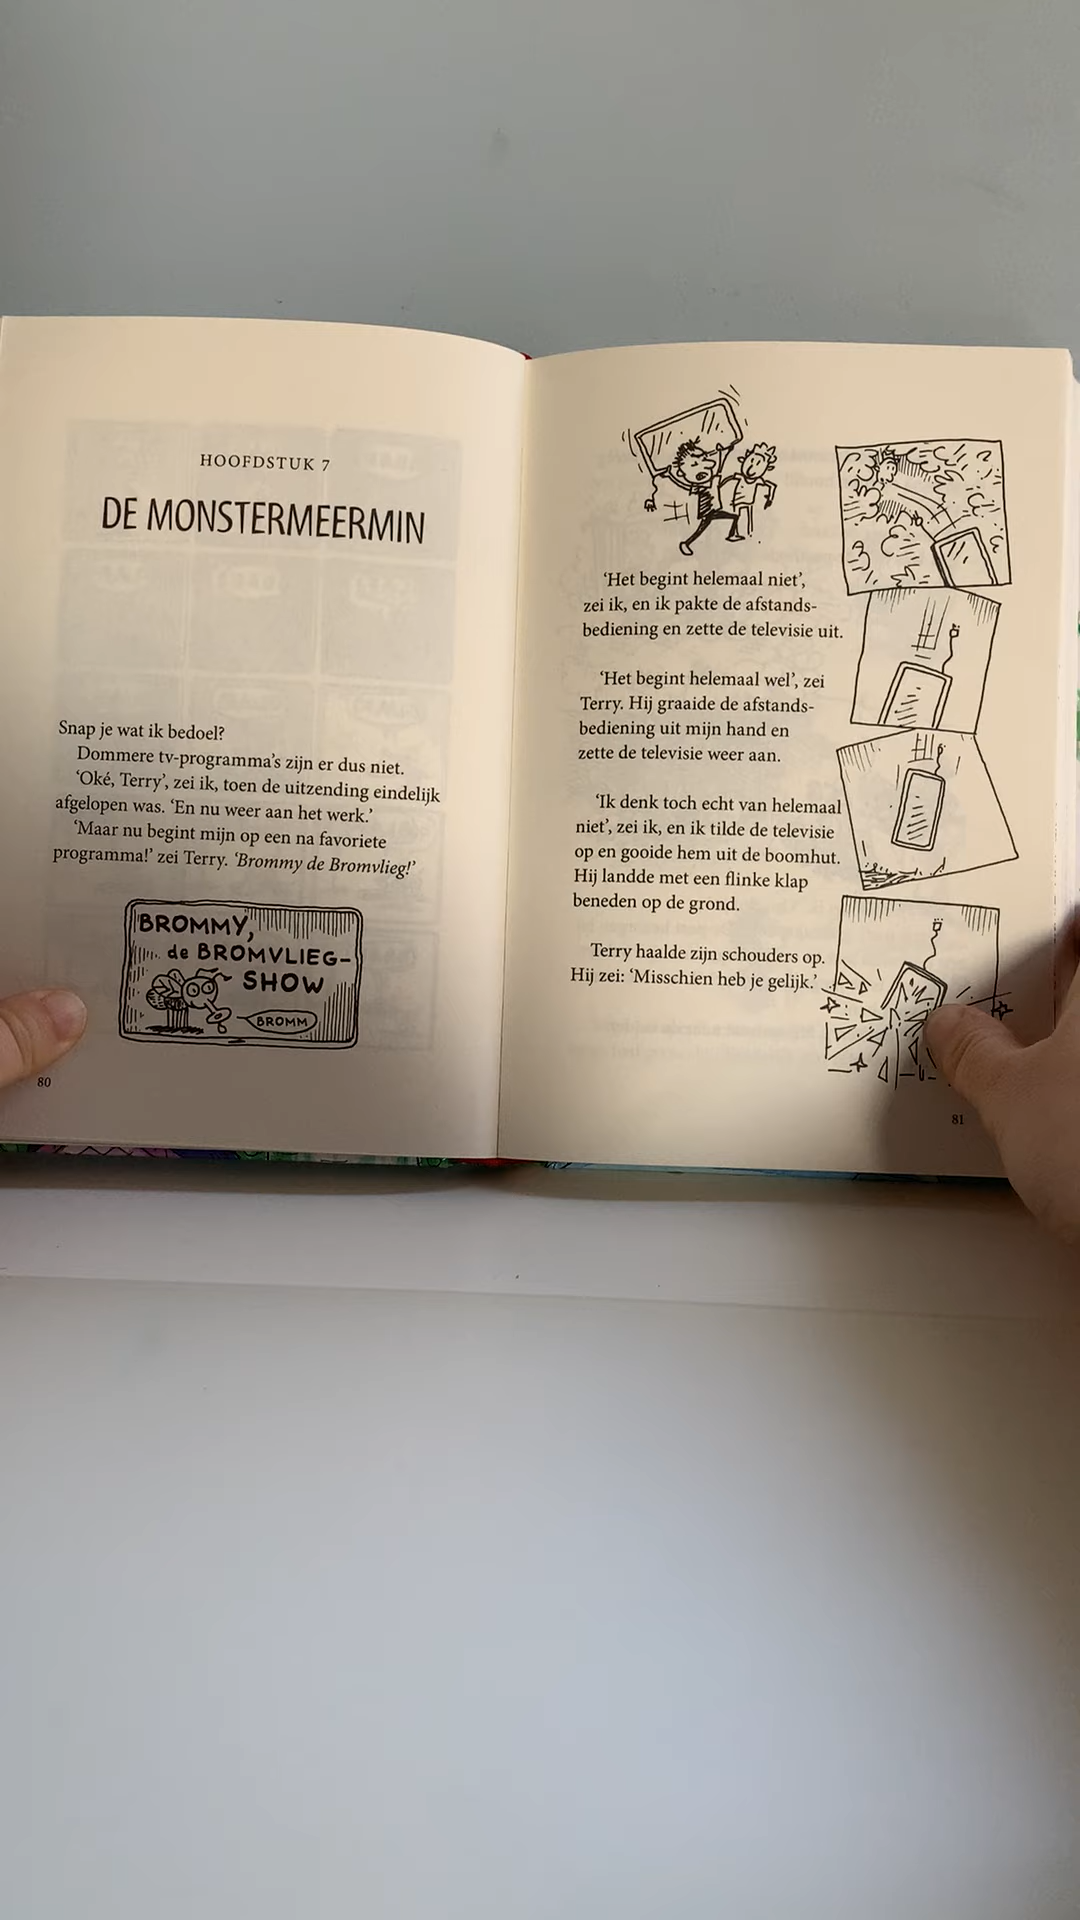 HOOFDSTUK 7
DE MONSTERMEERMIN
Snap je wat ik bedoel?
Dommere tv-programma's zijn er dus niet.
'Oké, Terry', zei ik, toen de uitzending eindelijk
afgelopen was. 'En nu weer aan het werk.'
'Maar nu begint mijn op een na favoriete
programma!' zei Terry. 'Brommy de Bromvlieg!'
BROMMY,
de BROMVLIEG-
SHOW
BROMM
80
'Het begint helemaal niet',
zei ik, en ik pakte de afstands-
bediening en zette de televisie uit.
'Het begint helemaal wel', zei
Terry. Hij graaide de afstands-
bediening uit mijn hand en
zette de televisie weer aan.
'Ik denk toch echt van helemaal
niet', zei ik, en ik tilde de televisie
op en gooide hem uit de boomhut.
Hij landde met een flinke klap
beneden op de grond.
Terry haalde zijn schouders op.
Hij zei: 'Misschien heb je gelijk.'
81